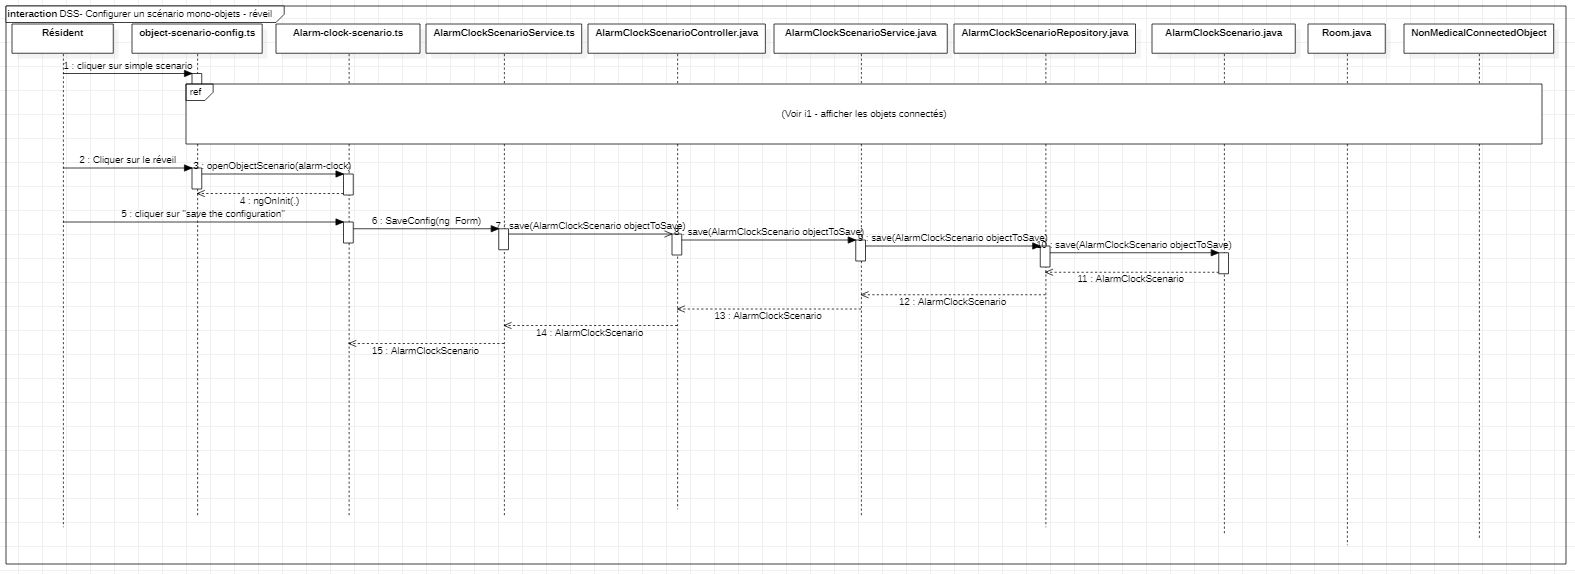 interaction DSS- Configurer un scénario mono-objets - réveil
Résident
object-scenario-config.ts
Alarm-clock-scenario.ts
AlarmClockScenarioService.ts
AlarmClockScenarioController.java
AlarmClockScenarioService.java
AlarmClockScenarioRepository.java
AlarmClockScenario.java
Room.java
NonMedicalConnectedObject
1 : cliquer sur simple scenario
ref
(Voir i1 - afficher les objets connectés)
2 : Cliquer sur le réveil
3 : openObjectScenario(alarm-clock)
4 : ngOnInit(.)
5 : cliquer sur "save the configuration"
6 : SaveConfig(ng Form)
7 : save(AlarmClockScenario objectToSave)
8 : save(AlarmClockScenario objectToSave)
9 : save(AlarmClockScenario objectToSave)
10 : save(AlarmClockScenario objectToSave)
11 : AlarmClockScenario
12 : AlarmClockScenario
13 : AlarmClockScenario
14 : AlarmClockScenario
15 : AlarmClockScenario